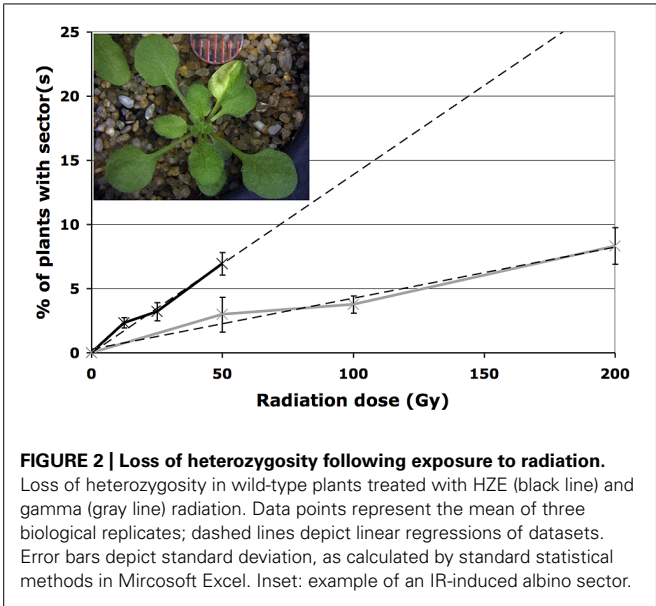 25
20
15
10
5
0
% of plants with sector(s)
0 50 100 150 200
Radiation dose (Gy)
FIGURE 2 | Loss of heterozygosity following exposure to radiation.
Loss of heterozygosity in wild-type plants treated with HZE (black line) and
gamma (gray line) radiation. Data points represent the mean of three
biological replicates; dashed lines depict linear regressions of datasets.
Error bars depict standard deviation, as calculated by standard statistical
methods in Mircosoft Excel. Inset: example of an IR-induced albino sector.